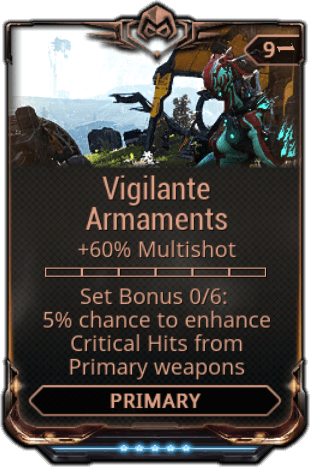 9
Vigilante
Armaments
+60% Multishot
Set Bonus 0/6:
5% chance to enhance
Critical Hits from
Primary weapons
PRIMARY